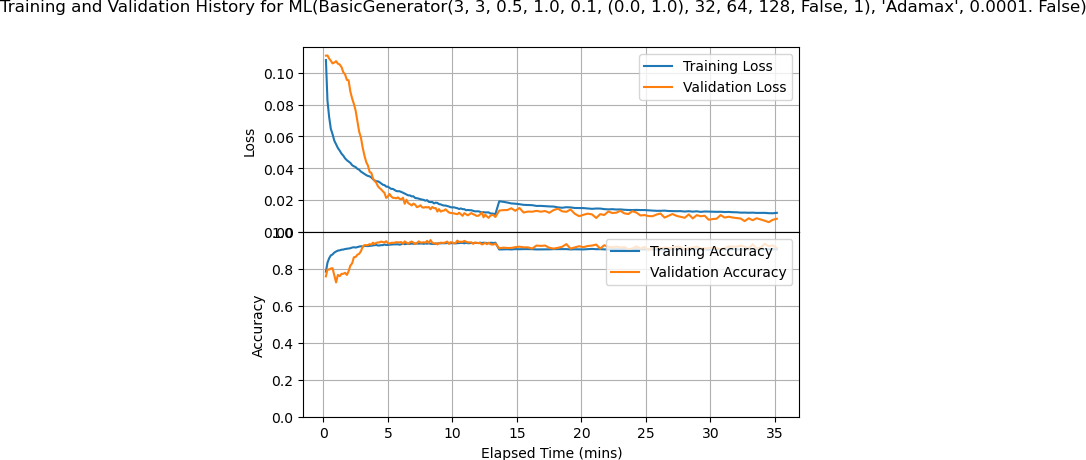 Training and Validation History for ML(BasicGenerator(3, 3, 0.5, 1.0, 0.1, (0.0, 1.0), 32, 64, 128, False, 1), 'Adamax', 0.0001. False)
Training Loss
Validation Loss
Loss
0.10
0.08
0.06
0.04
0.02
0.00
1.0
Training Accuracy
Validation Accuracy
Accuracy
0.8
0.6
0.4
0.2
0.0
0 5 10 15 20 25 30 35
Elapsed Time (mins)